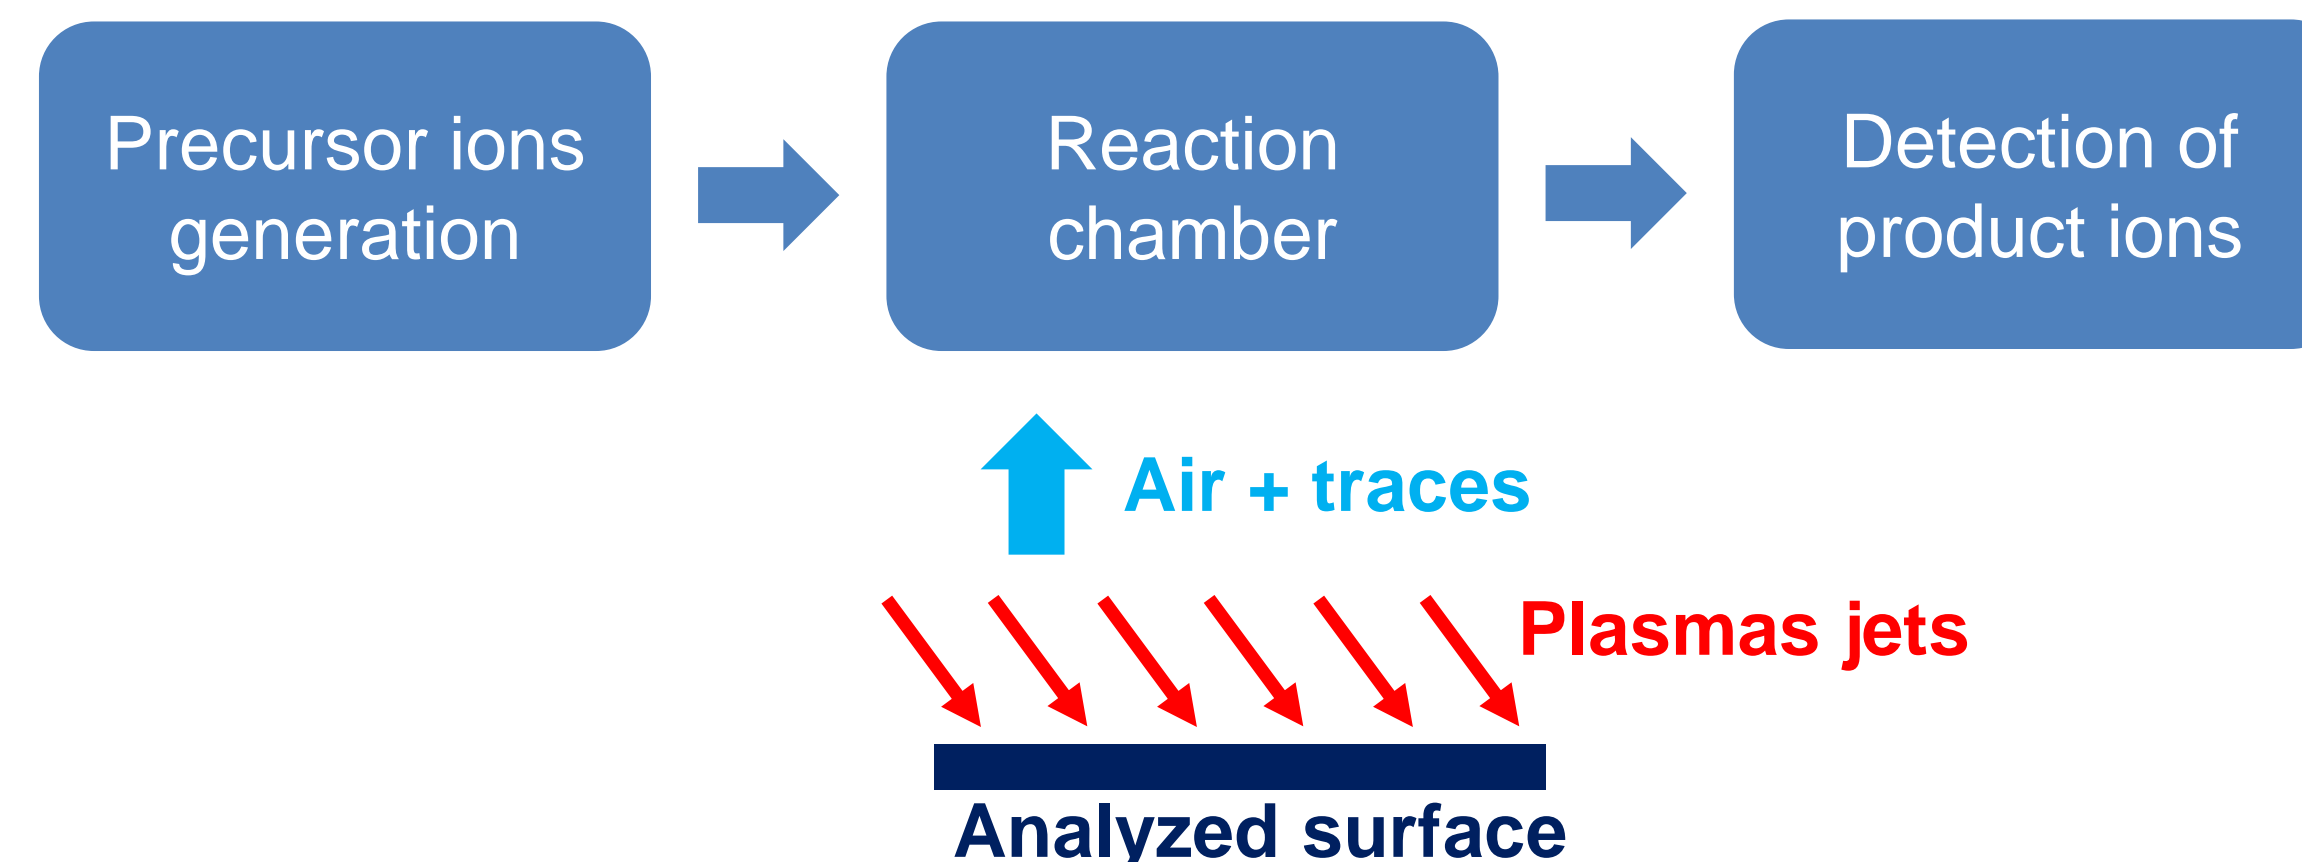 Precursor ions
generation
Reaction
chamber
Detection of
product ions
Air + traces
Plasmas jets
Analyzed surface